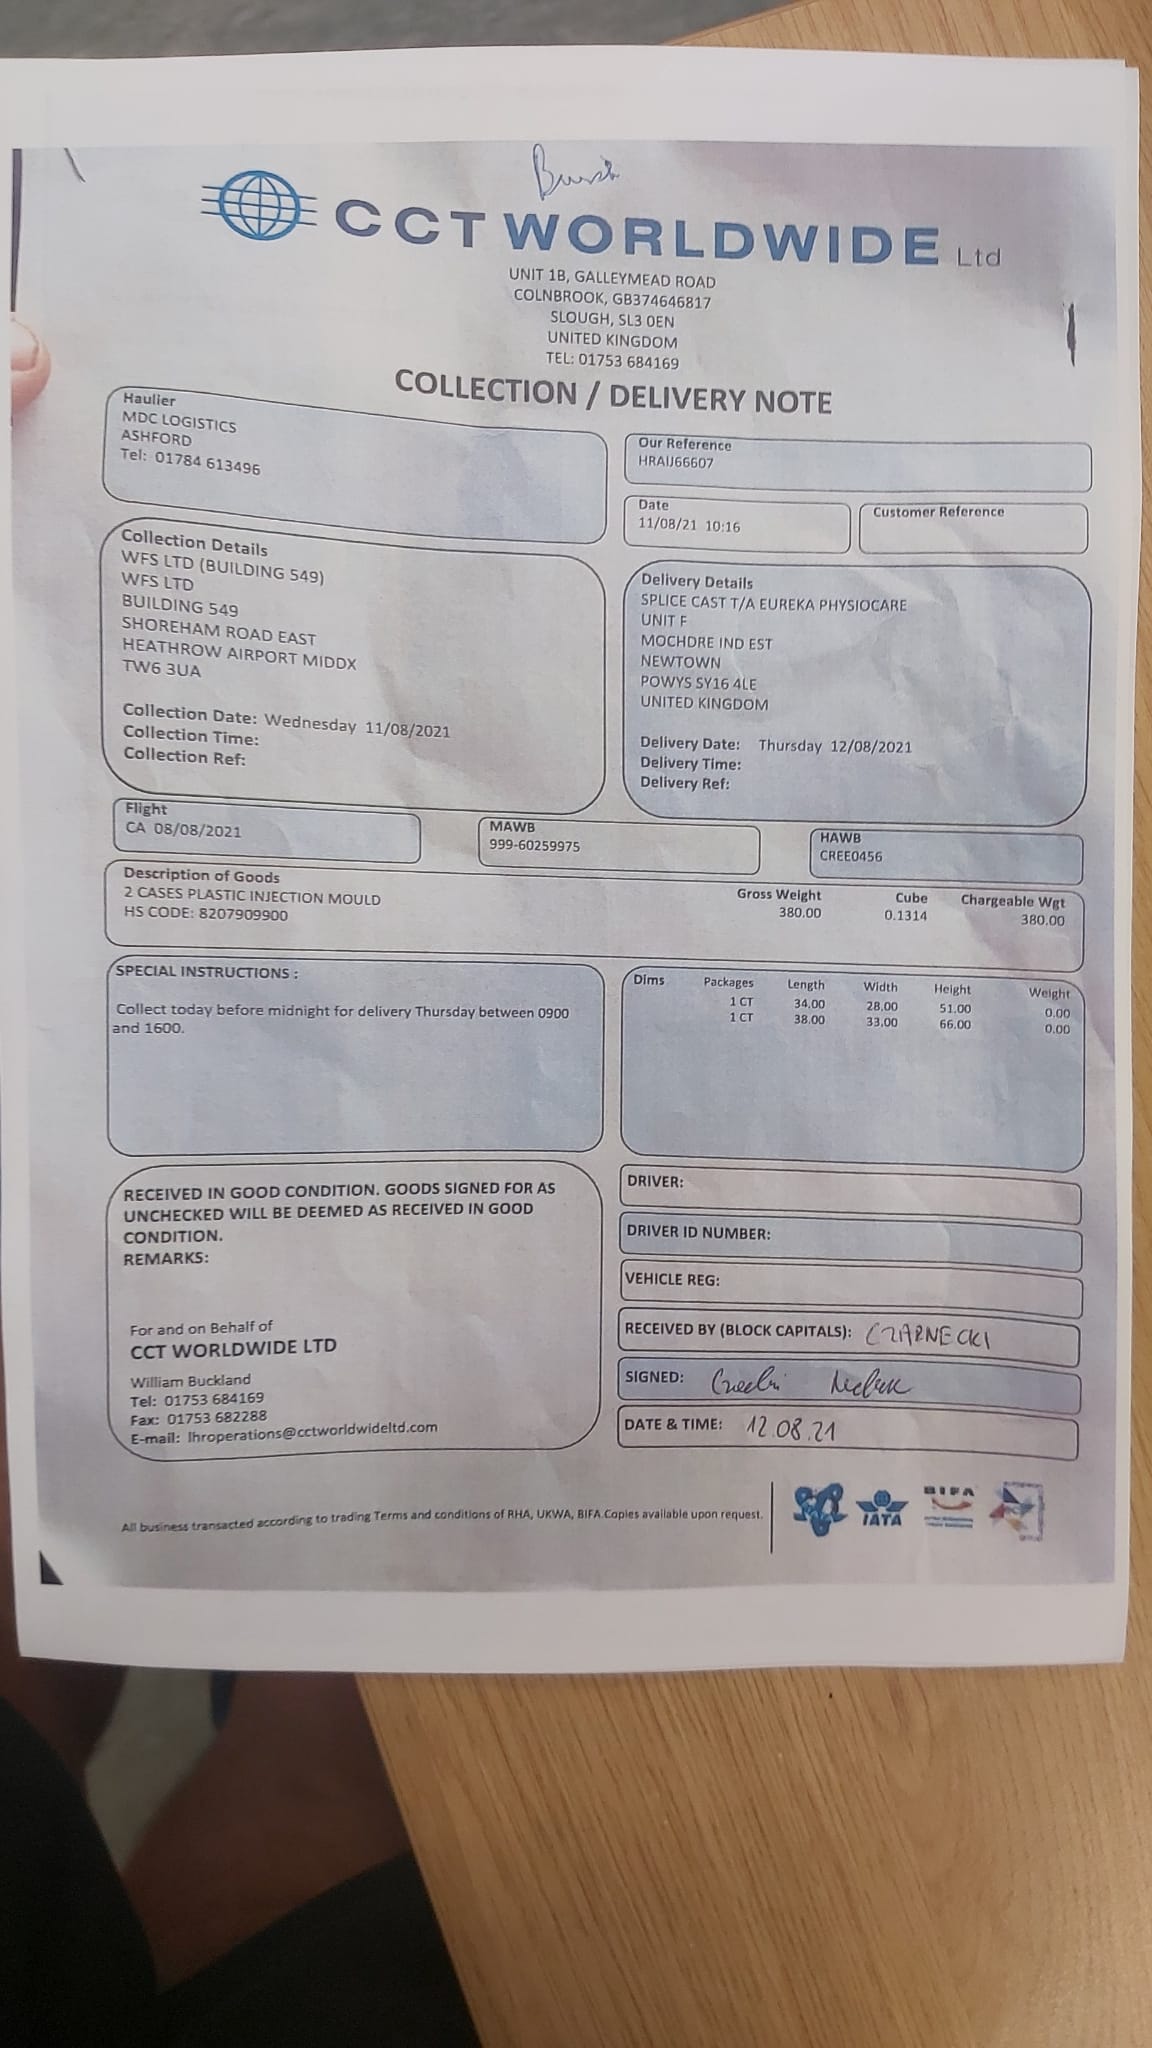 CCT WORLDWIDE Ltd
UNIT 1B, GALLEYMEAD ROAD
COLNBROOK, GB374646817
SLOUGH, SL3 0EN
UNITED KINGDOM
TEL: 01753 684169
COLLECTION / DELIVERY NOTE
Haulier
MDC LOGISTICS
ASHFORD
Tel: 01784 613496
Our Reference
HRAIJ66607
Date
11/08/21 10:16
Customer Reference
Collection Details
WFS LTD (BUILDING 549)
WFS LTD
BUILDING 549
SHOREHAM ROAD EAST
HEATHROW AIRPORT MIDDX
TW6 3UA
Collection Date: Wednesday 11/08/2021
Collection Time:
Collection Ref:
Delivery Details
SPLICE CAST T/A EUREKA PHYSIOCARE
UNIT F
MOCHDRE IND EST
NEWTOWN
POWYS SY16 4LE
UNITED KINGDOM
Delivery Date: Thursday 12/08/2021
Delivery Time:
Delivery Ref:
Flight
CA 08/08/2021
MAWB
999-60259975
HAWB
CREE0456
Description of Goods
2 CASES PLASTIC INJECTION MOULD
HS CODE: 8207909900
Gross Weight Cube Chargeable Wgt
380.00 0.1314 380.00
SPECIAL INSTRUCTIONS :
Collect today before midnight for delivery Thursday between 0900
and 1600.
Dims Packages Length Width Height Weight
1 CT 34.00 28.00 51.00 0.00
1 CT 38.00 33.00 66.00 0.00
RECEIVED IN GOOD CONDITION. GOODS SIGNED FOR AS
UNCHECKED WILL BE DEEMED AS RECEIVED IN GOOD
CONDITION.
REMARKS:
For and on Behalf of
CCT WORLDWIDE LTD
William Buckland
Tel: 01753 684169
Fax: 01753 682288
E-mail: lhroperations@cctworldwideltd.com
DRIVER:
DRIVER ID NUMBER:
VEHICLE REG:
RECEIVED BY (BLOCK CAPITALS): CZARNECKI
SIGNED:
DATE & TIME: 12.08.21
All business transacted according to trading Terms and conditions of RHA, UKWA, BIFA.Copies available upon request.
IATA
BIFA